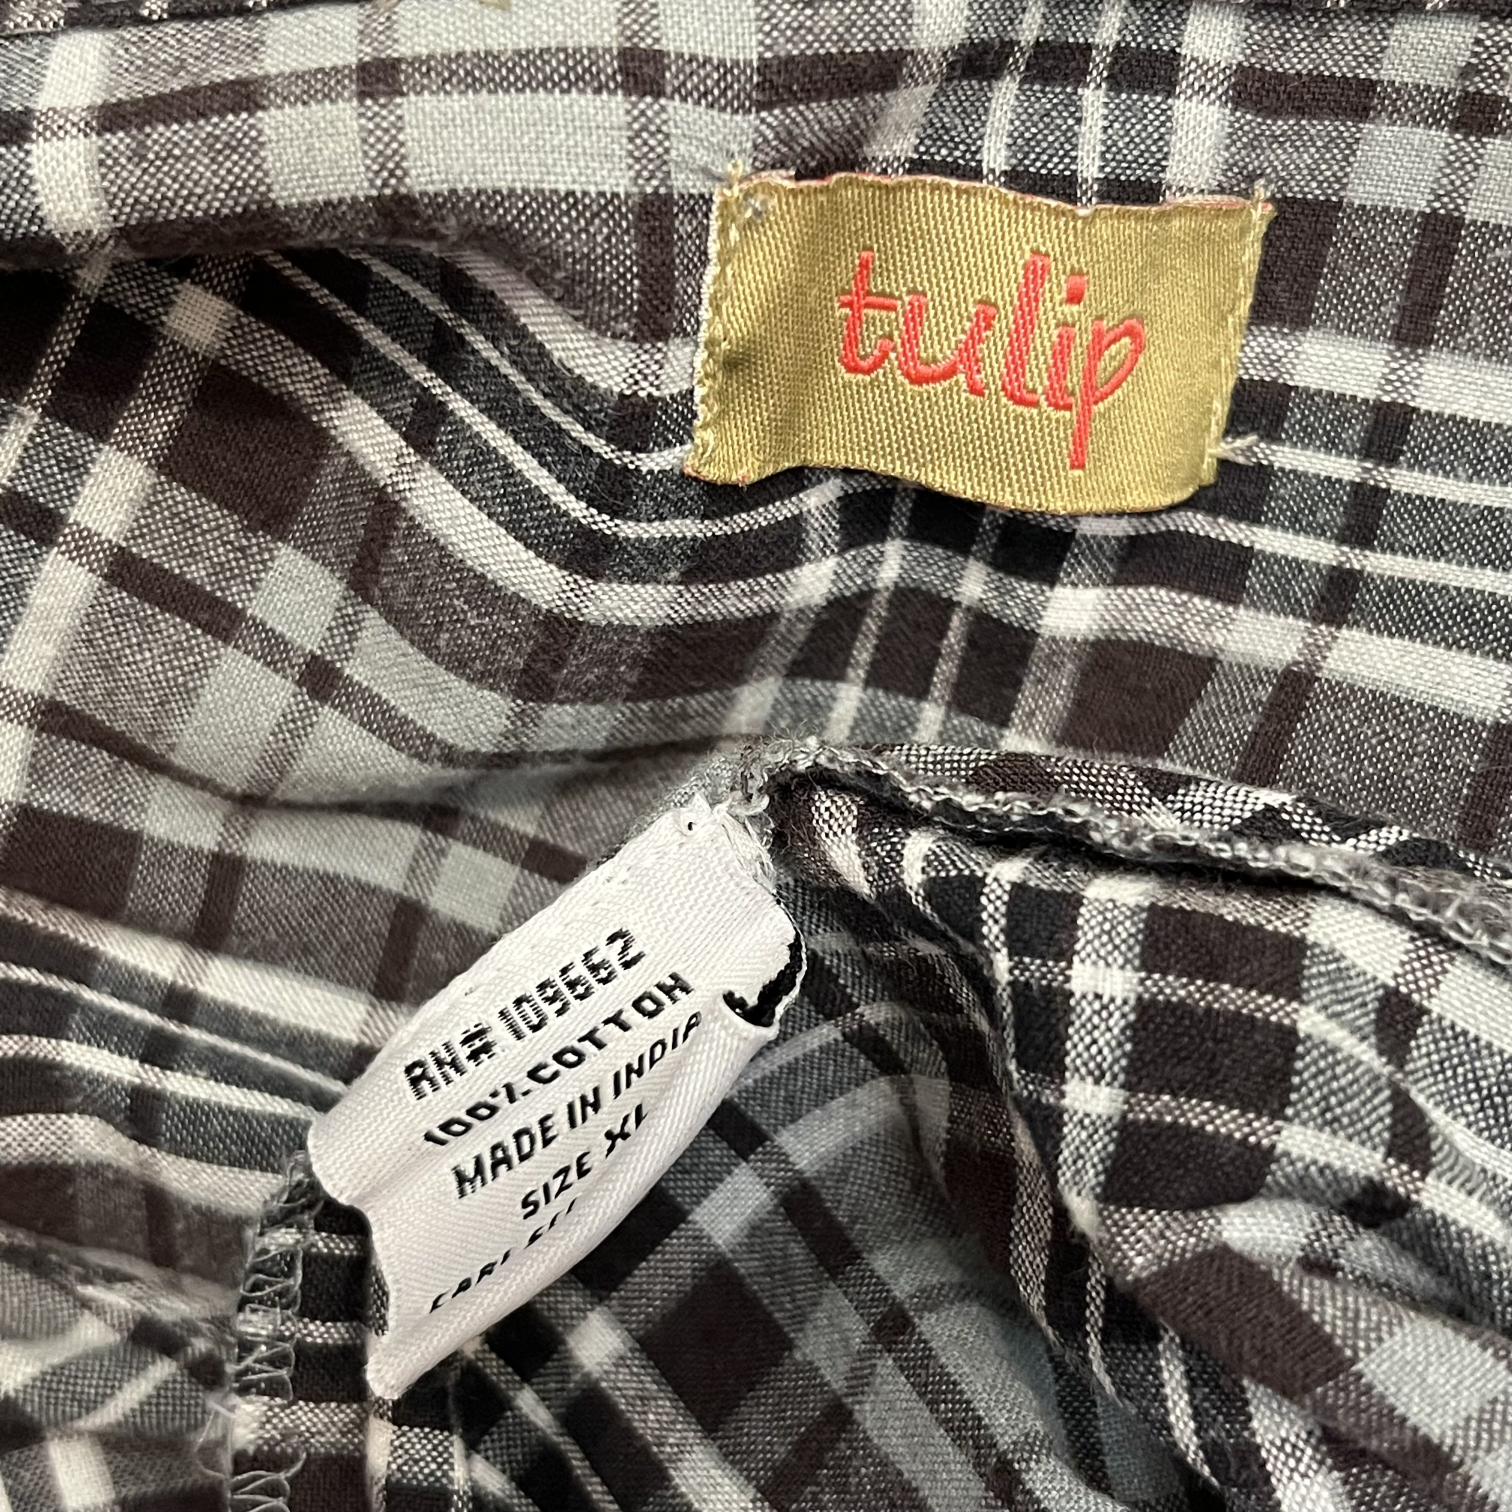 tulip
RN# 109662
100% COTTON
MADE IN INDIA
SIZE XL